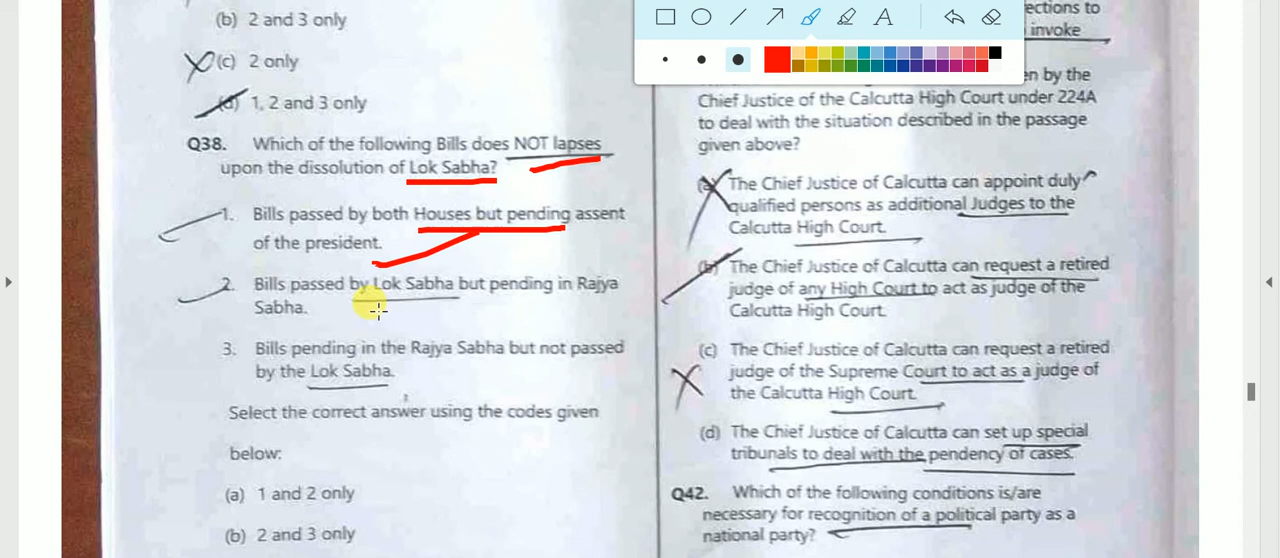 (b) 2 and 3 only
(c) 2 only
(d) 1, 2 and 3 only
Q38. Which of the following Bills does NOT lapses
upon the dissolution of Lok Sabha?
1. Bills passed by both Houses but pending assent
of the president.
2. Bills passed by Lok Sabha but pending in Rajya
Sabha.
3. Bills pending in the Rajya Sabha but not passed
by the Lok Sabha.
Select the correct answer using the codes given
below:
(a) 1 and 2 only
(b) 2 and 3 only
A
ections to
invoke
en by the
Chief Justice of the Calcutta High Court under 224A
to deal with the situation described in the passage
given above?
(a) The Chief Justice of Calcutta can appoint duly
qualified persons as additional Judges to the
Calcutta High Court.
(b) The Chief Justice of Calcutta can request a retired
judge of any High Court to act as judge of the
Calcutta High Court.
(c) The Chief Justice of Calcutta can request a retired
judge of the Supreme Court to act as a judge of
the Calcutta High Court.
(d) The Chief Justice of Calcutta can set up special
tribunals to deal with the pendency of cases.
Q42. Which of the following conditions is/are
necessary for recognition of a political party as a
national party?